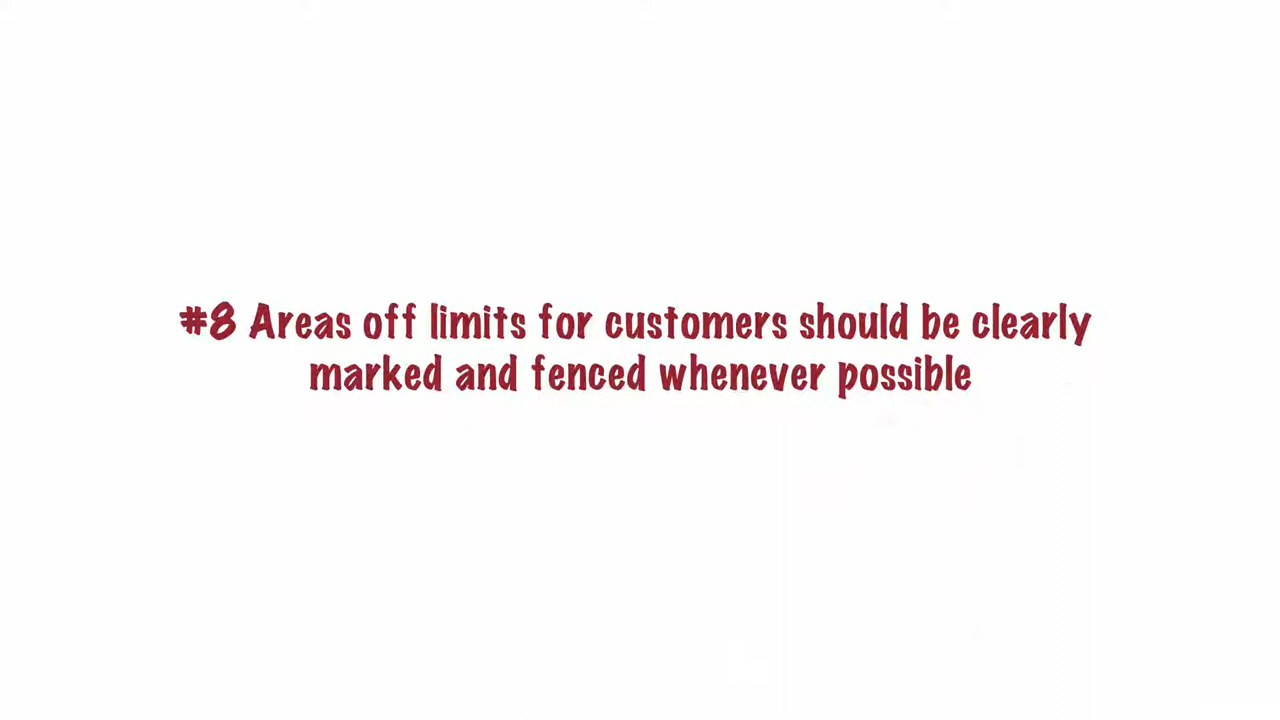 #8 Areas off limits for customers should be clearly
marked and fenced whenever possible